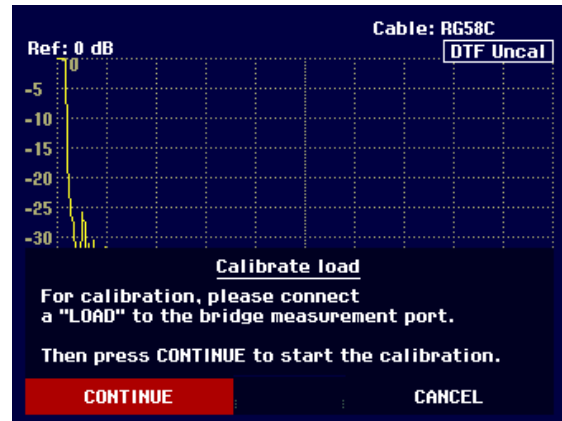 Cable: RG58C
Ref: 0 dB
DTF Uncal
0
-5
-10
-15
-20
-25
-30
Calibrate load
For calibration, please connect
a "LOAD" to the bridge measurement port.
Then press CONTINUE to start the calibration.
CONTINUE
CANCEL